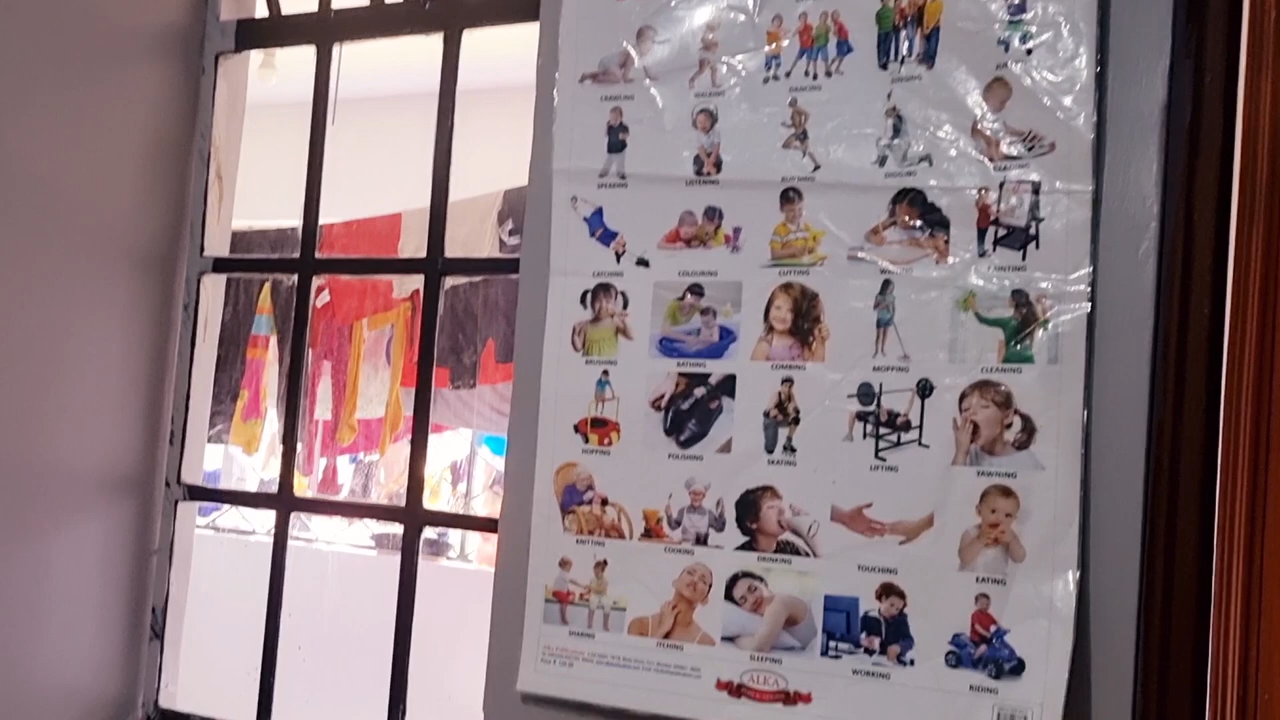 CRAWLING WALKING DANCING SINGING
SPEAKING LISTENING RUNNING DIGGING READING
CATCHING COLOURING CUTTING WRITING PAINTING
BRUSHING BATHING COMBING MOPPING CLEANING
HOPPING POLISHING SKATING LIFTING YAWNING
KNITTING COOKING DRINKING TOUCHING EATING
SHARING ITCHING SLEEPING WORKING RIDING
ALKA